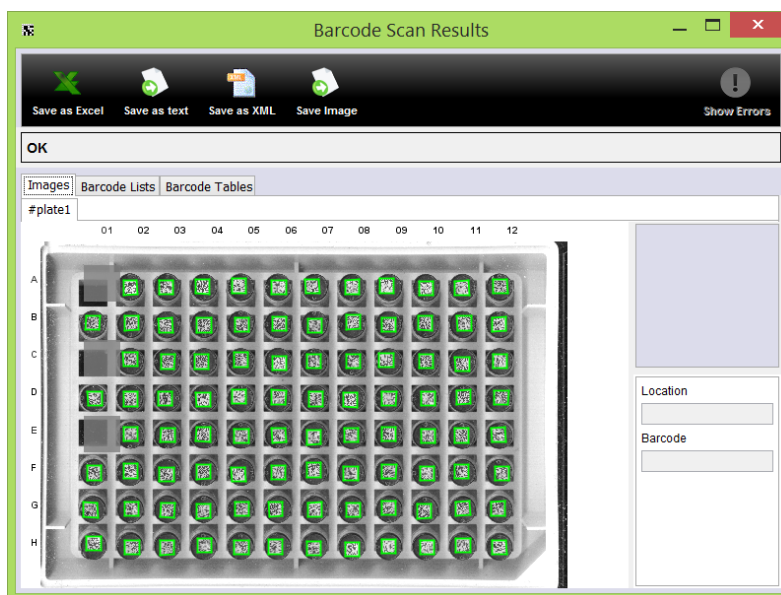 Barcode Scan Results
Save as Excel Save as text Save as XML Save Image Show Errors
OK
Images Barcode Lists Barcode Tables
#plate1
01 02 03 04 05 06 07 08 09 10 11 12
A
B
C
D
E
F
G
H
Location
Barcode